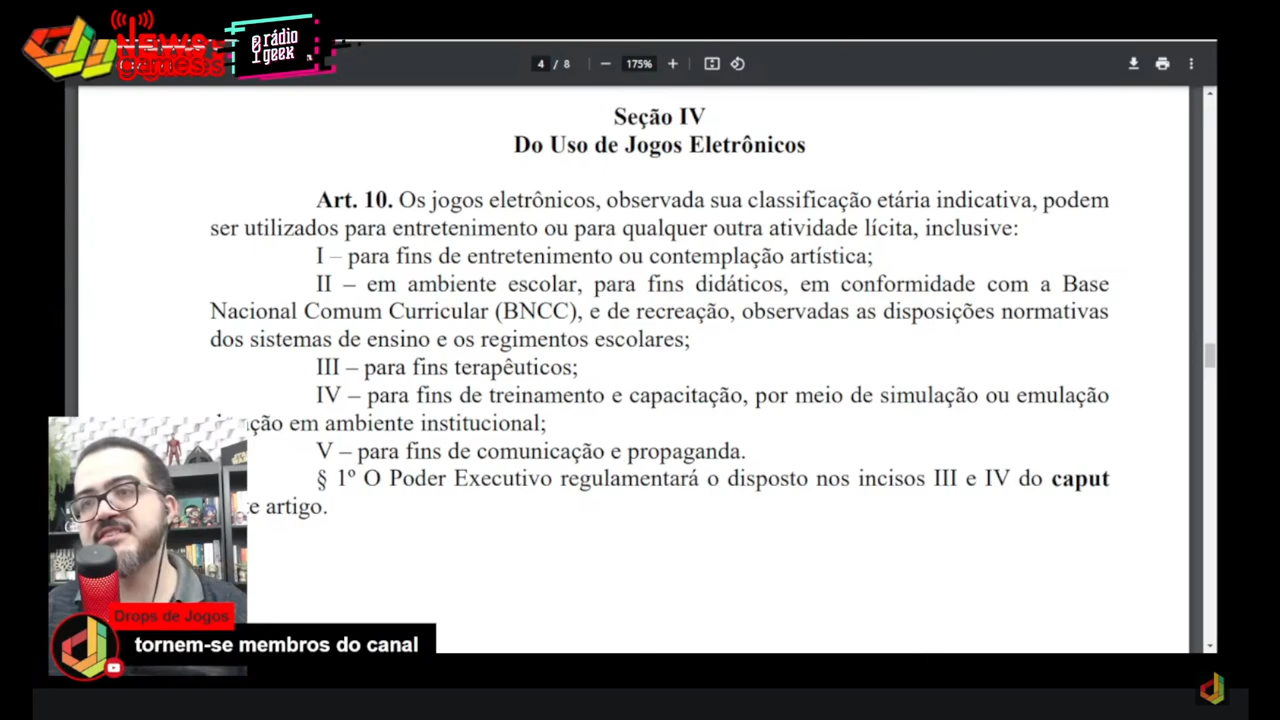 NEWS
games
rádio
geek
4 / 8
175%
Seção IV
Do Uso de Jogos Eletrônicos
Art. 10. Os jogos eletrônicos, observada sua classificação etária indicativa, podem
ser utilizados para entretenimento ou para qualquer outra atividade lícita, inclusive:
I – para fins de entretenimento ou contemplação artística;
II – em ambiente escolar, para fins didáticos, em conformidade com a Base
Nacional Comum Curricular (BNCC), e de recreação, observadas as disposições normativas
dos sistemas de ensino e os regimentos escolares;
III – para fins terapêuticos;
IV – para fins de treinamento e capacitação, por meio de simulação ou emulação
ção em ambiente institucional;
V – para fins de comunicação e propaganda.
§ 1º O Poder Executivo regulamentará o disposto nos incisos III e IV do caput
e artigo.
Drops de Jogos
tornem-se membros do canal